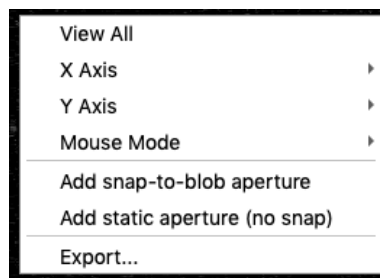 View All
X Axis
Y Axis
Mouse Mode
Add snap-to-blob aperture
Add static aperture (no snap)
Export...